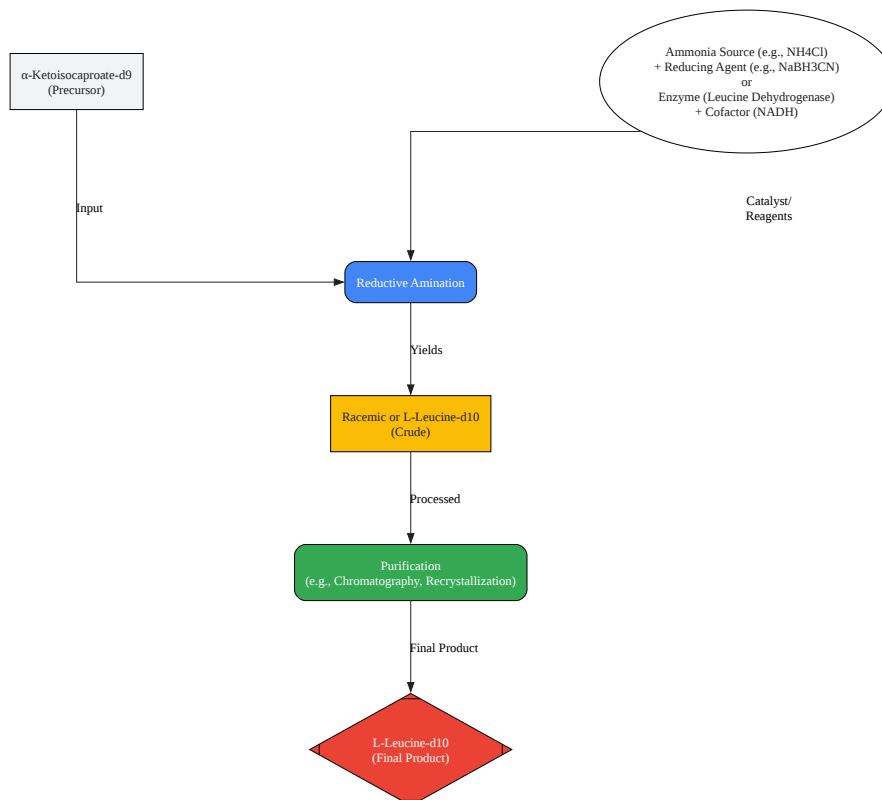 α-Ketoisocaproate-d9
(Precursor)
Ammonia Source (e.g., NH4Cl)
+ Reducing Agent (e.g., NaBH3CN)
or
Enzyme (Leucine Dehydrogenase)
+ Cofactor (NADH)
Input
Catalyst/
Reagents
Reductive Amination
Yields
Racemic or L-Leucine-d10
(Crude)
Processed
Purification
(e.g., Chromatography, Recrystallization)
Final Product
L-Leucine-d10
(Final Product)